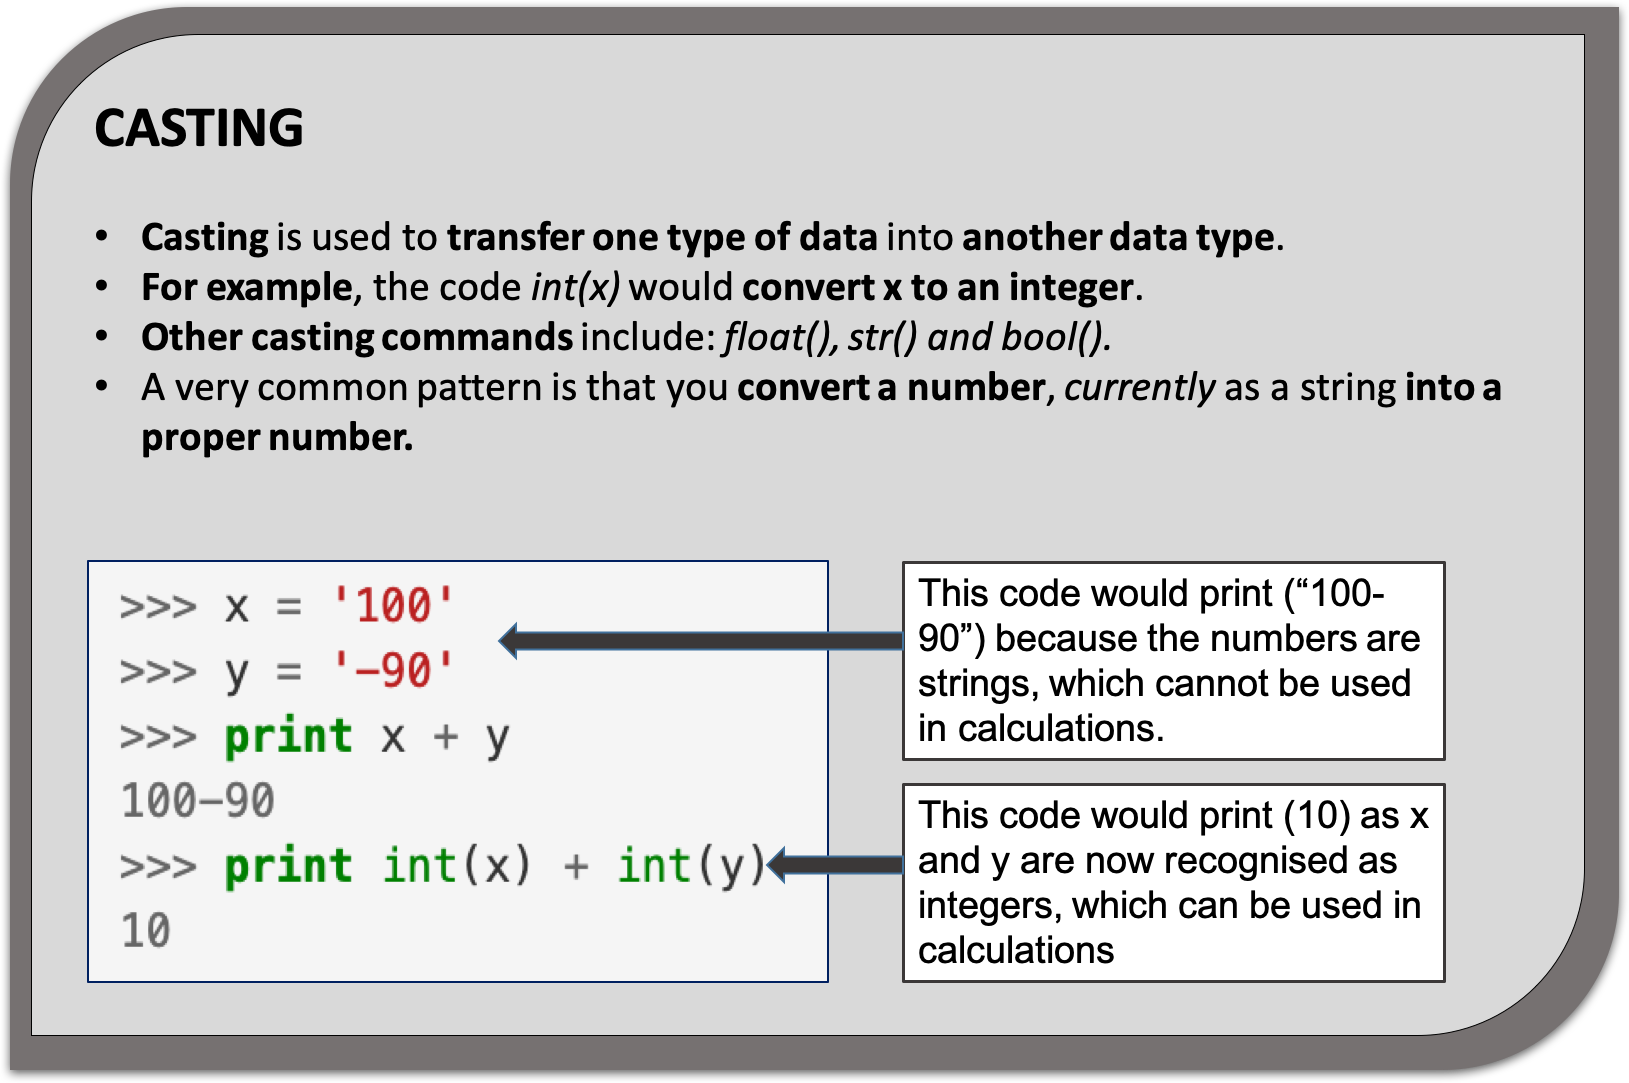 CASTING
• Casting is used to transfer one type of data into another data type.
• For example, the code int(x) would convert x to an integer.
• Other casting commands include: float(), str() and bool().
• A very common pattern is that you convert a number, currently as a string into a
proper number.
>>> x = '100'
>>> y = '-90'
>>> print x + y
100-90
>>> print int(x) + int(y)
10
This code would print (“100-
90”) because the numbers are
strings, which cannot be used
in calculations.
This code would print (10) as x
and y are now recognised as
integers, which can be used in
calculations